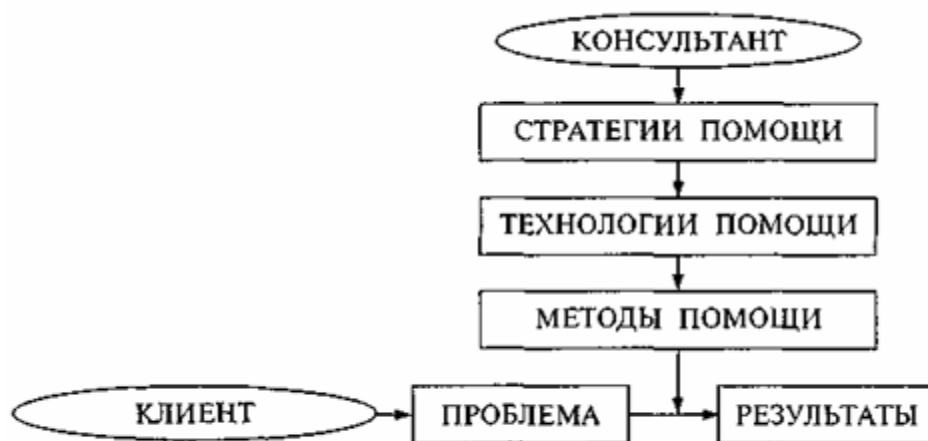 КОНСУЛЬТАНТ
СТРАТЕГИИ ПОМОЩИ
ТЕХНОЛОГИИ ПОМОЩИ
МЕТОДЫ ПОМОЩИ
КЛИЕНТ
ПРОБЛЕМА
РЕЗУЛЬТАТЫ